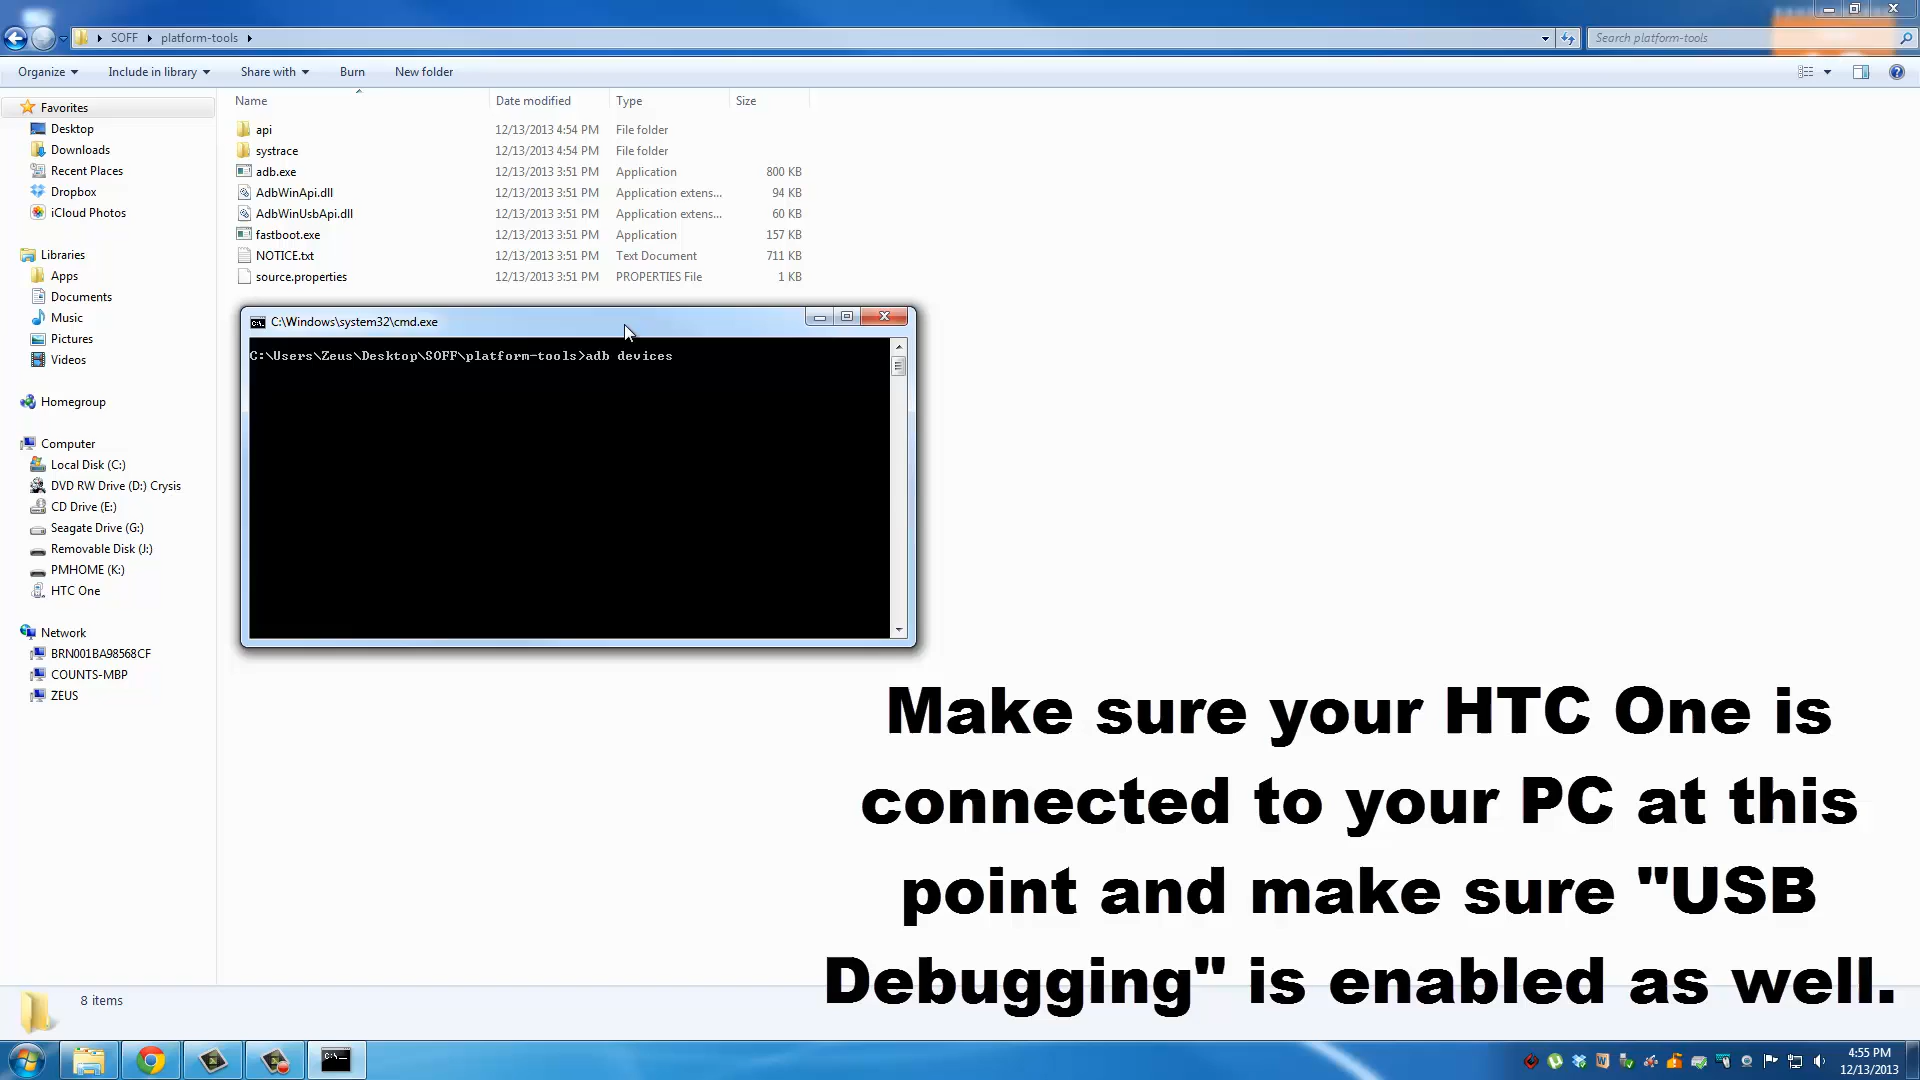 SOFF platform-tools
Search platform-tools
Organize Include in library Share with Burn New folder
Name Date modified Type Size
Favorites
Desktop
Downloads
Recent Places
Dropbox
iCloud Photos
Libraries
Apps
Documents
Music
Pictures
Videos
Homegroup
Computer
Local Disk (C:)
DVD RW Drive (D:) Crysis
CD Drive (E:)
Seagate Drive (G:)
Removable Disk (J:)
PMHOME (K:)
HTC One
Network
BRN001BA98568CF
COUNTS-MBP
ZEUS
api 12/13/2013 4:54 PM File folder
systrace 12/13/2013 4:54 PM File folder
adb.exe 12/13/2013 3:51 PM Application 800 KB
AdbWinApi.dll 12/13/2013 3:51 PM Application extens... 94 KB
AdbWinUsbApi.dll 12/13/2013 3:51 PM Application extens... 60 KB
fastboot.exe 12/13/2013 3:51 PM Application 157 KB
NOTICE.txt 12/13/2013 3:51 PM Text Document 711 KB
source.properties 12/13/2013 3:51 PM PROPERTIES File 1 KB
C:\Windows\system32\cmd.exe
C:\Users\Zeus\Desktop\SOFF\platform-tools>adb devices
Make sure your HTC One is
connected to your PC at this
point and make sure "USB
Debugging" is enabled as well.
8 items
4:55 PM
12/13/2013